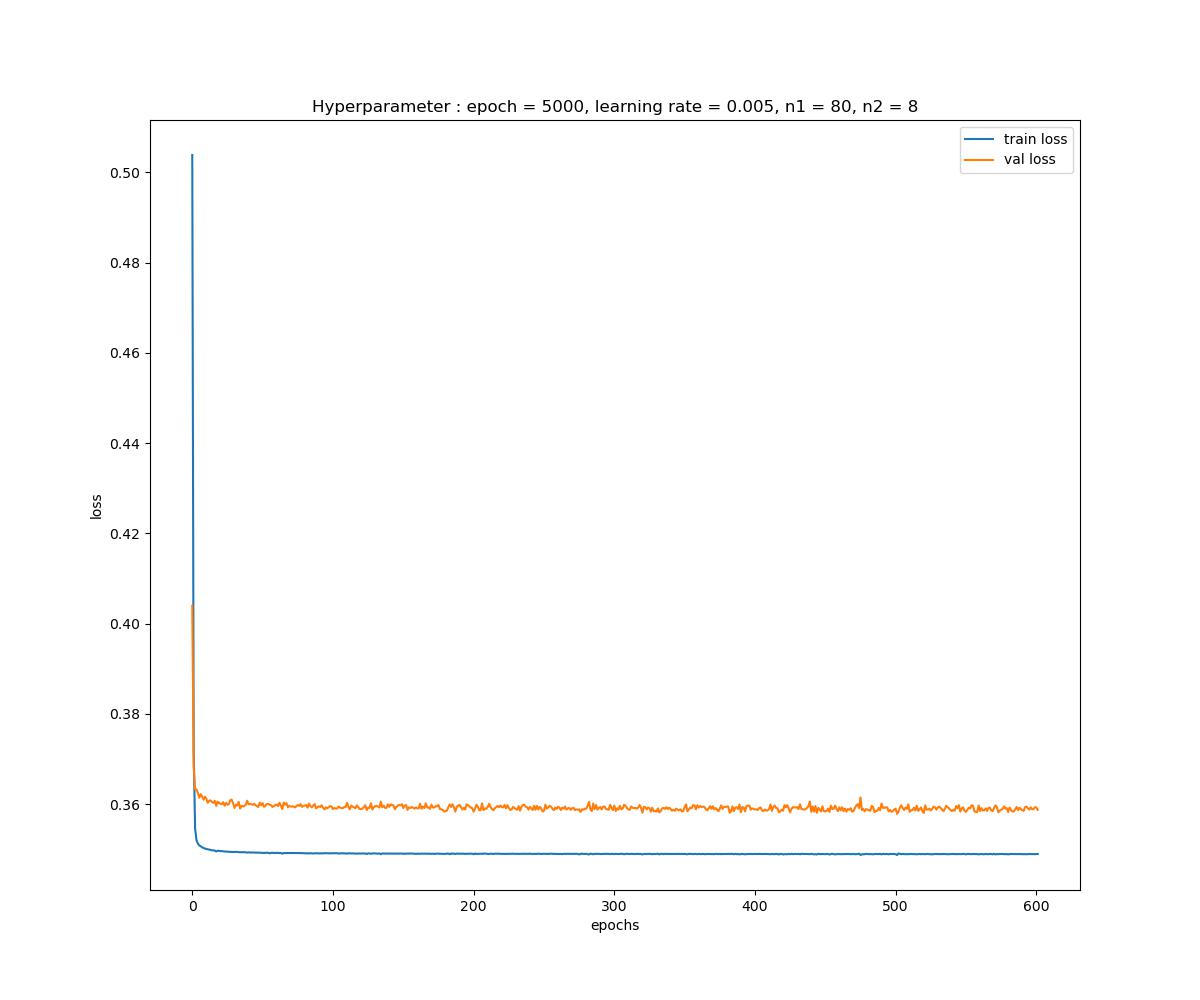 Hyperparameter : epoch = 5000, learning rate = 0.005, n1 = 80, n2 = 8
train loss
val loss
0.50
0.48
0.46
0.44
0.42
0.40
0.38
0.36
loss
0 100 200 300 400 500 600
epochs